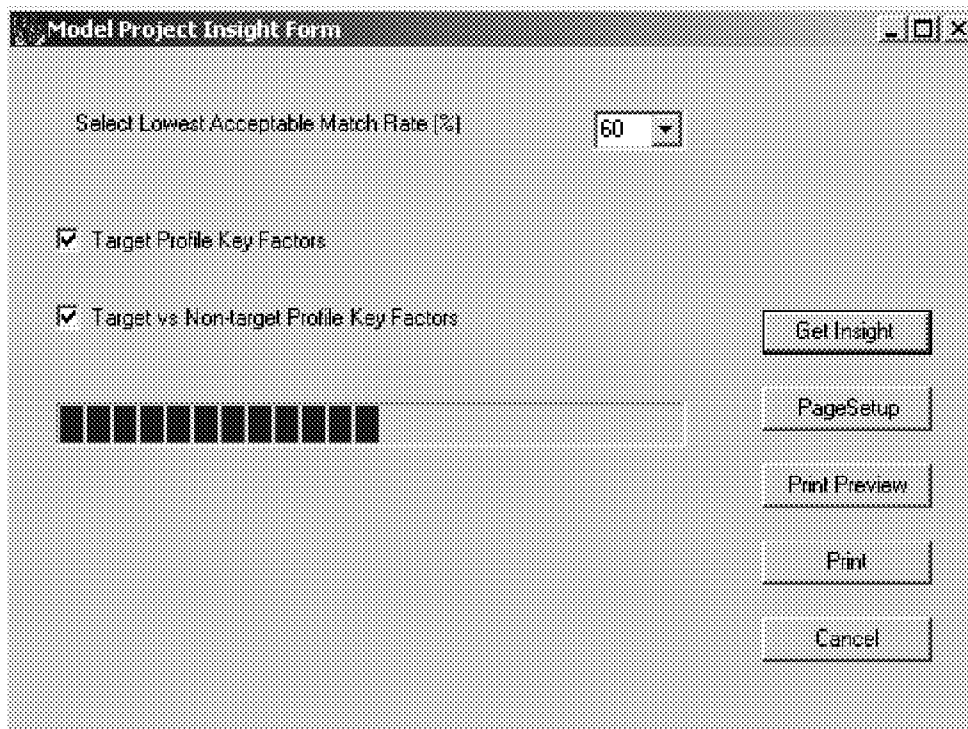 Model Project Insight Form
Select Lowest Acceptable Match Rate (%)
60
Target Profile Key Factors
Target vs Non-target Profile Key Factors
Get Insight
PageSetup
Print Preview
Print
Cancel